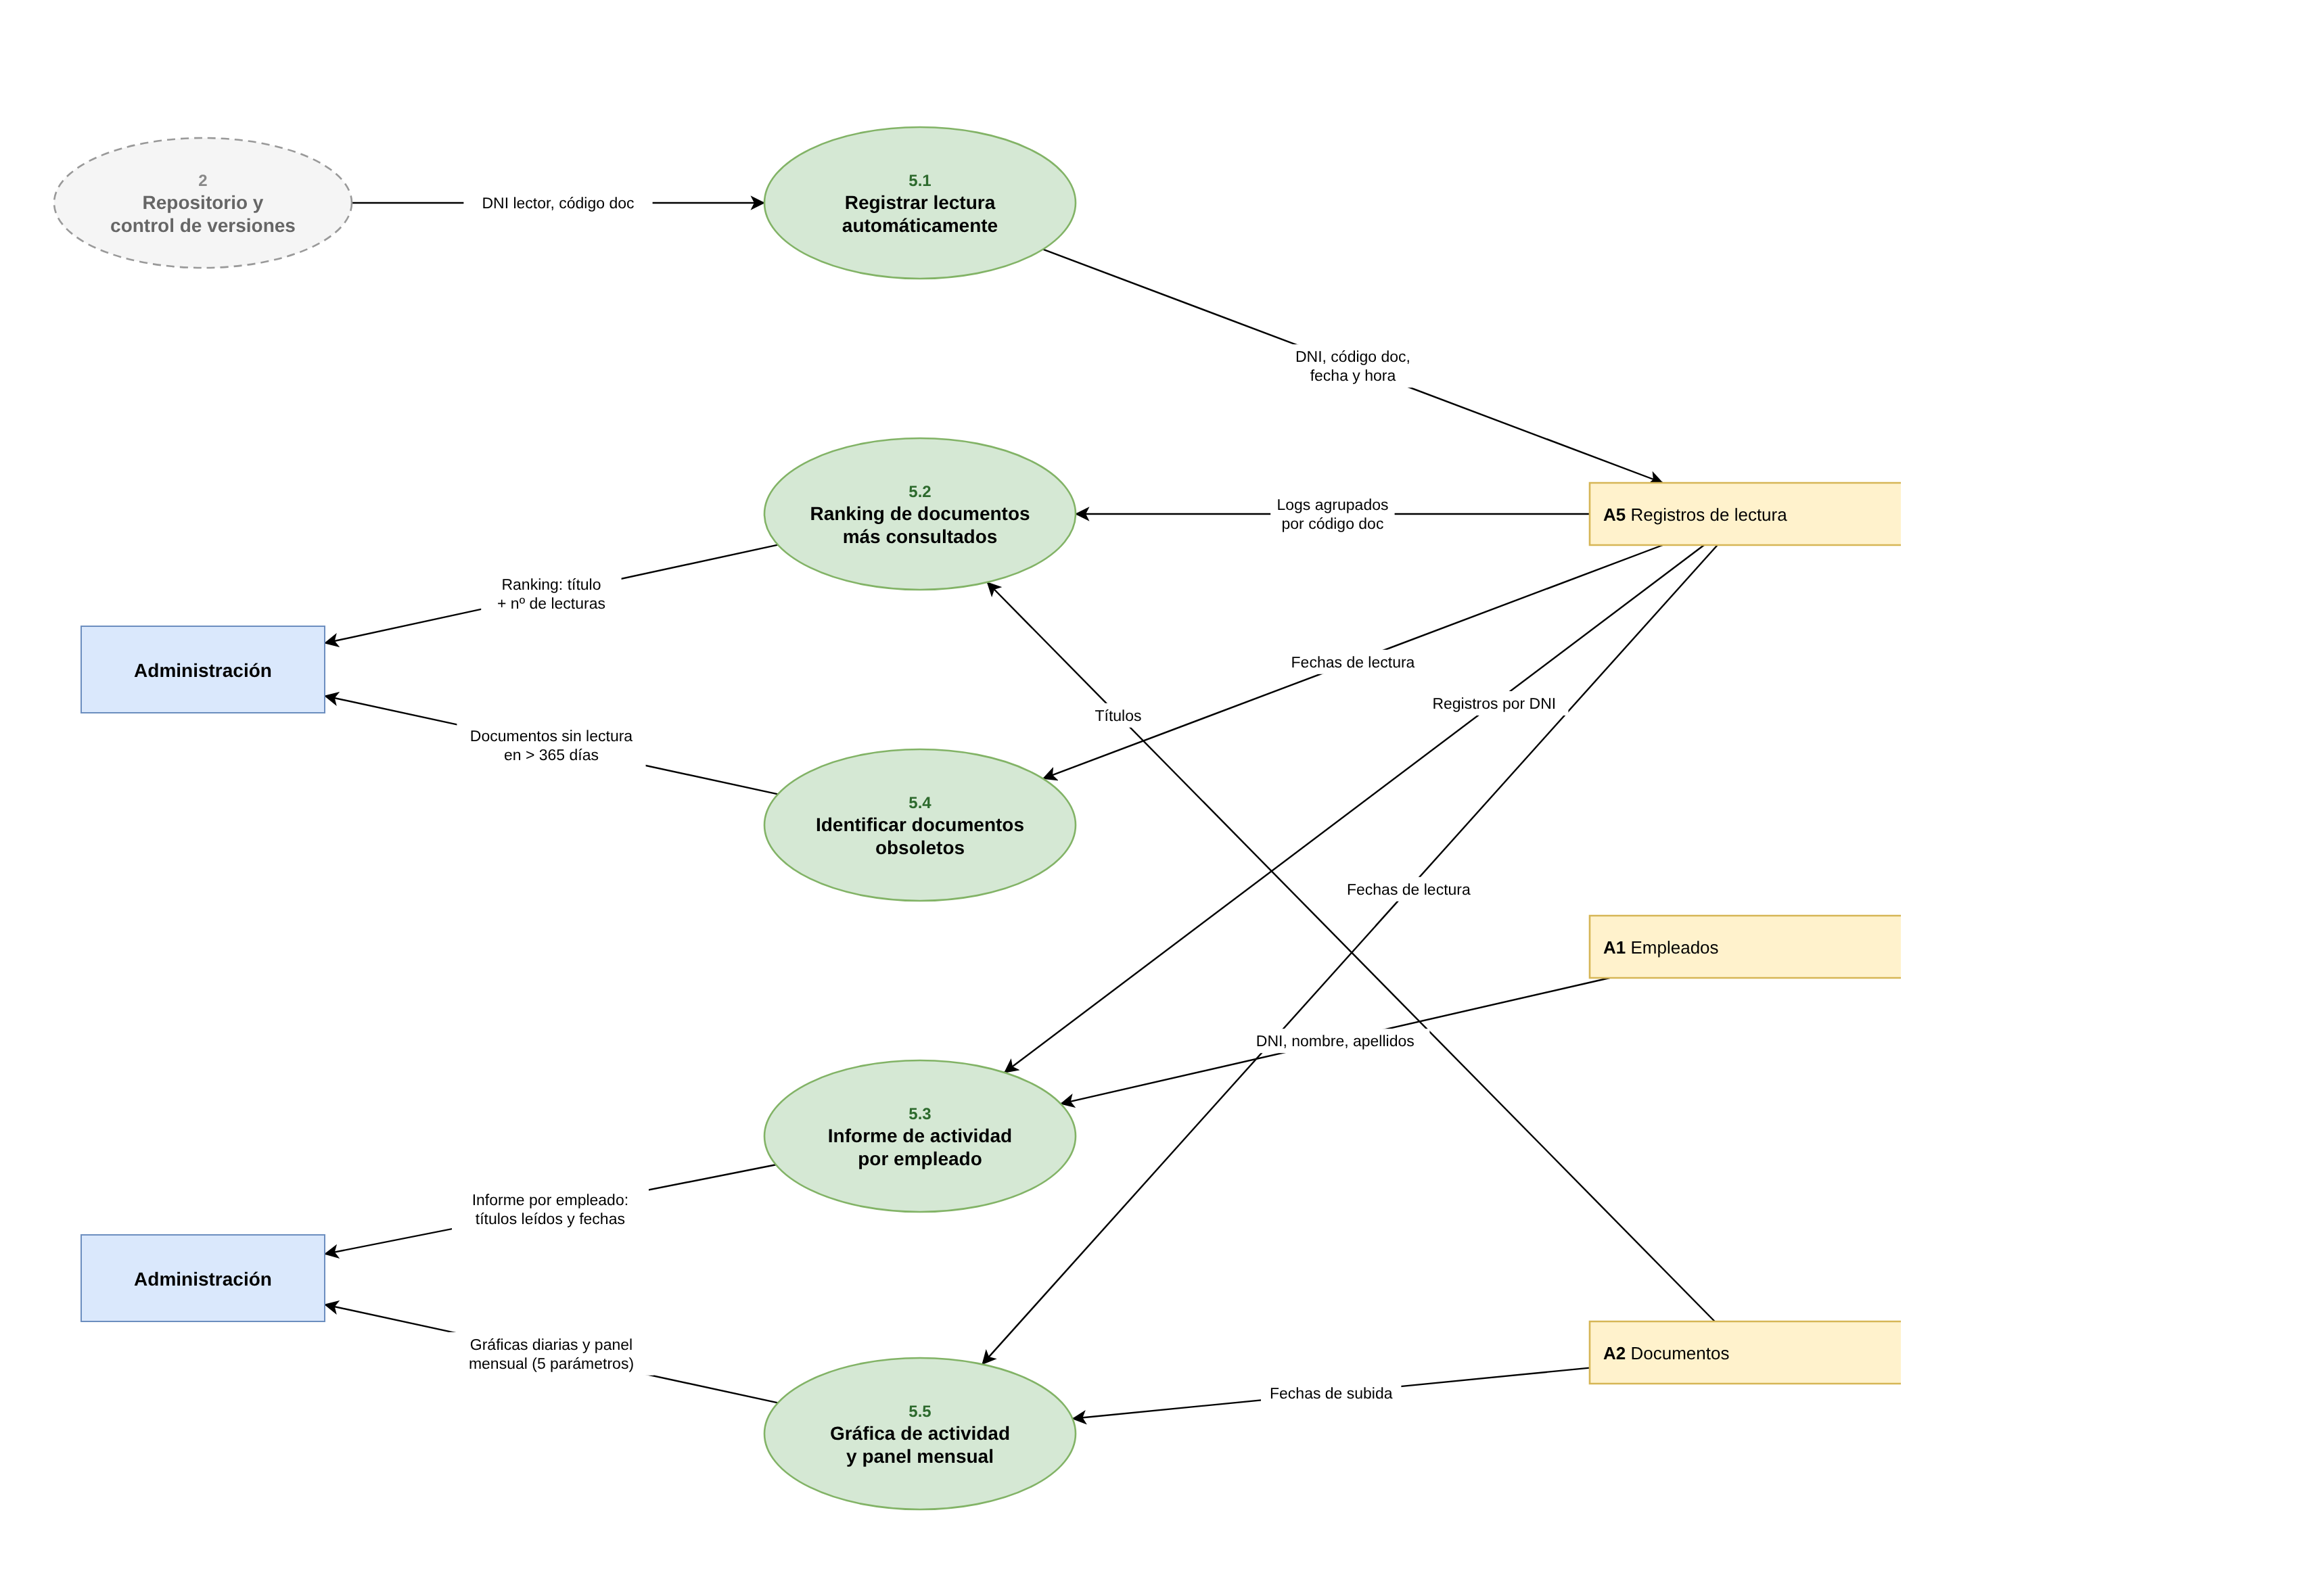 2
Repositorio y
control de versiones
DNI lector, código doc
5.1
Registrar lectura
automáticamente
DNI, código doc,
fecha y hora
5.2
Ranking de documentos
más consultados
Logs agrupados
por código doc
A5 Registros de lectura
Ranking: título
+ nº de lecturas
Administración
Fechas de lectura
Registros por DNI
Títulos
Documentos sin lectura
en > 365 días
5.4
Identificar documentos
obsoletos
Fechas de lectura
A1 Empleados
DNI, nombre, apellidos
5.3
Informe de actividad
por empleado
Informe por empleado:
títulos leídos y fechas
Administración
Gráficas diarias y panel
mensual (5 parámetros)
A2 Documentos
Fechas de subida
5.5
Gráfica de actividad
y panel mensual